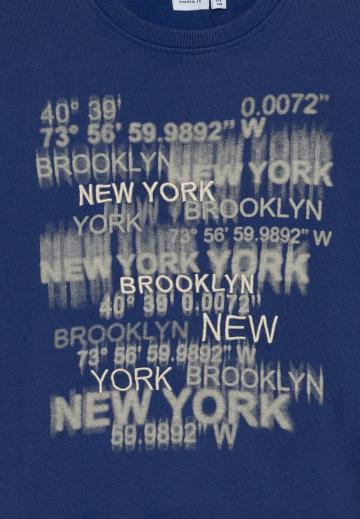 name it
40° 39' 0.0072"
73° 56' 59.9892" W
BROOKLYN NEW YORK
NEW YORK
YORK BROOKLYN
73° 56' 59.9892" W
NEW YORK YORK
BROOKLYN
40° 39' 0.0072"
BROOKLYN NEW
73° 56' 59.9892" W
YORK BROOKLYN
NEW YORK
59.9892" W